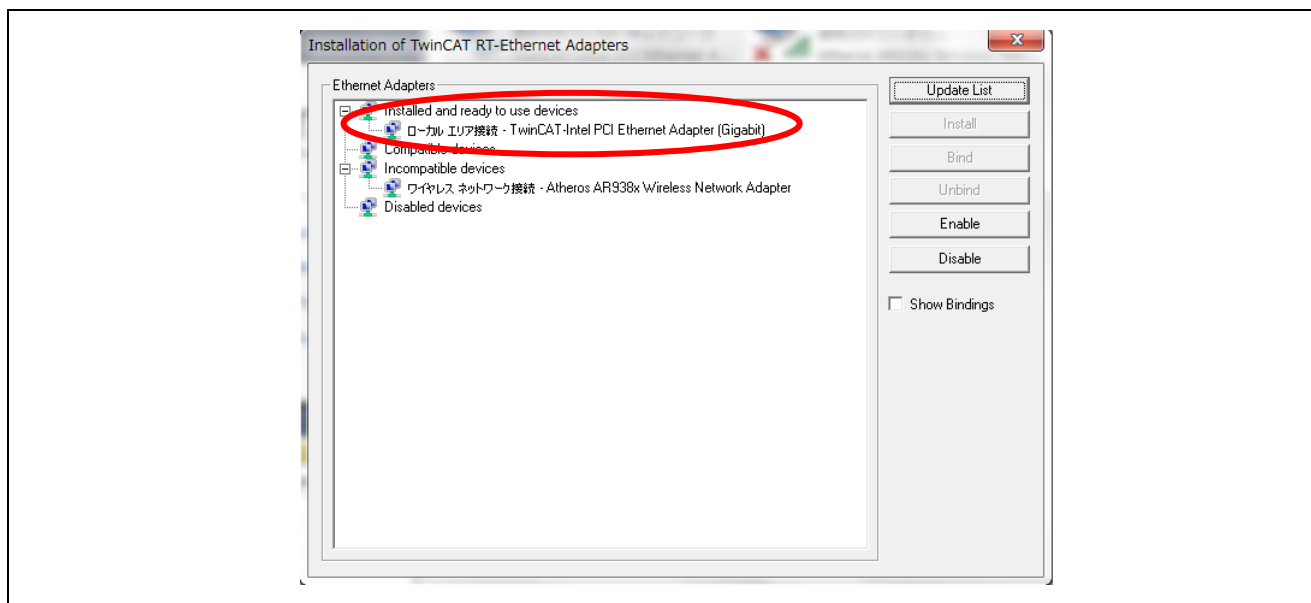 Installation of TwinCAT RT-Ethernet Adapters
Ethernet Adapters
Installed and ready to use devices
ローカル エリア接続 - TwinCAT-Intel PCI Ethernet Adapter (Gigabit)
Compatible devices
Incompatible devices
ワイヤレス ネットワーク接続 - Atheros AR938x Wireless Network Adapter
Disabled devices
Update List
Install
Bind
Unbind
Enable
Disable
Show Bindings